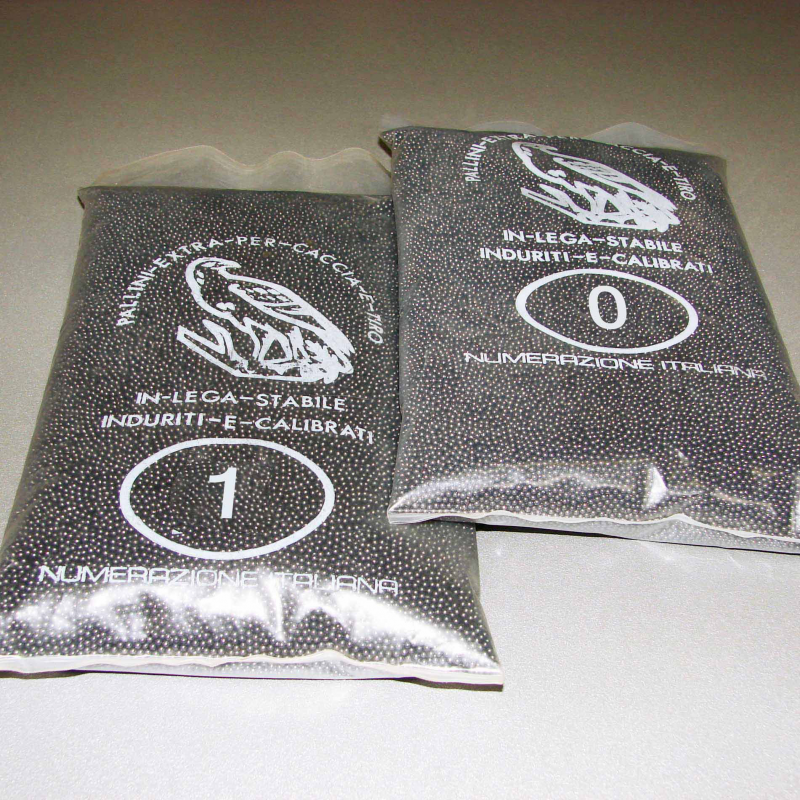 PALLINI-EXTRA-PER-CACCIA-E-TIRO
IN-LEGA-STABILE
INDURITI-E-CALIBRATI
1
NUMERAZIONE ITALIANA
PALLINI-EXTRA-PER-CACCIA-E-TIRO
IN-LEGA-STABILE
INDURITI-E-CALIBRATI
0
NUMERAZIONE ITALIANA